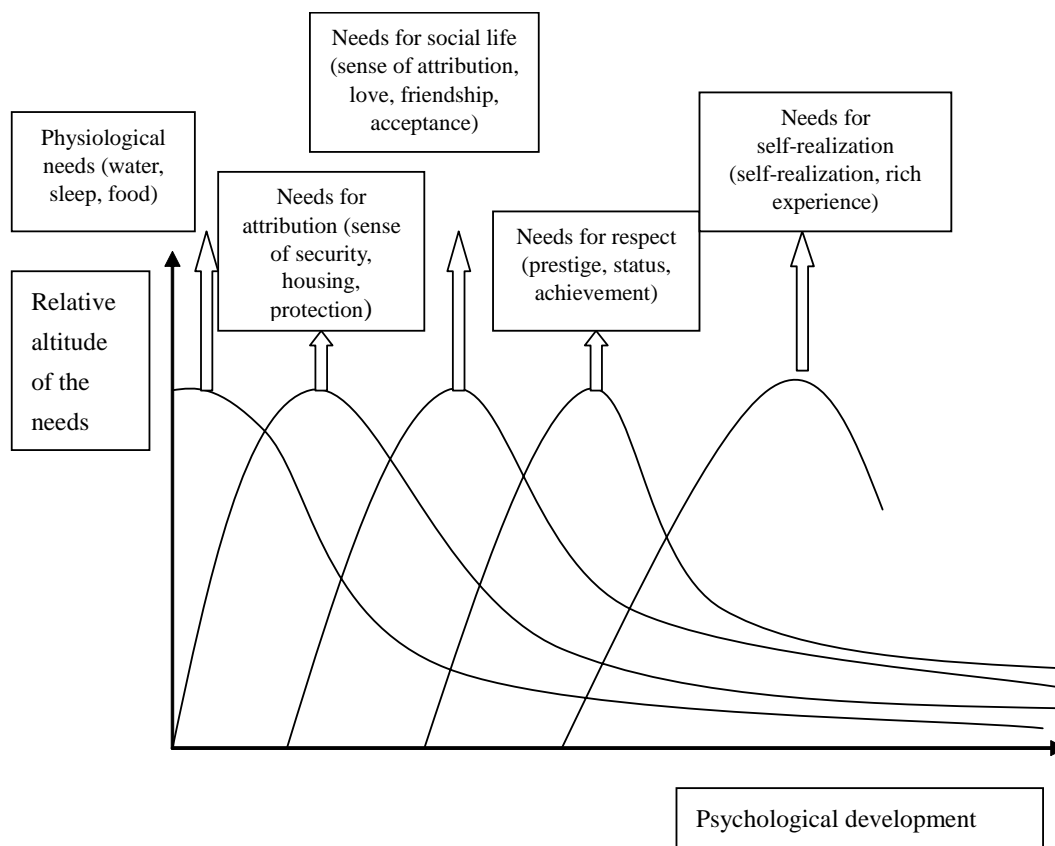 Needs for social life
(sense of attribution,
love, friendship,
acceptance)
Physiological
needs (water,
sleep, food)
Needs for
attribution (sense
of security,
housing,
protection)
Needs for respect
(prestige, status,
achievement)
Needs for
self-realization
(self-realization, rich
experience)
Relative
altitude
of the
needs
Psychological development